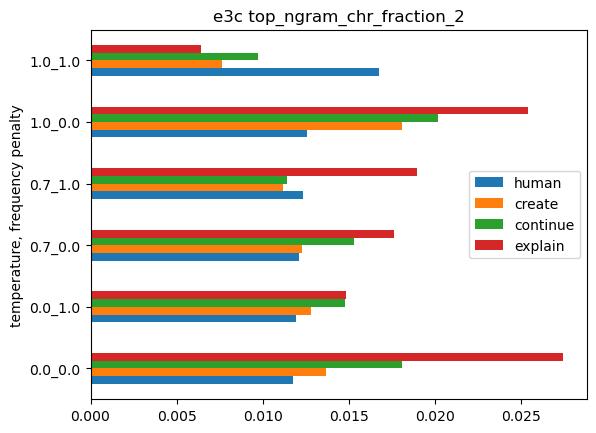 e3c top_ngram_chr_fraction_2
temperature, frequency penalty
1.0_1.0
1.0_0.0
0.7_1.0
0.7_0.0
0.0_1.0
0.0_0.0
human
create
continue
explain
0.000 0.005 0.010 0.015 0.020 0.025